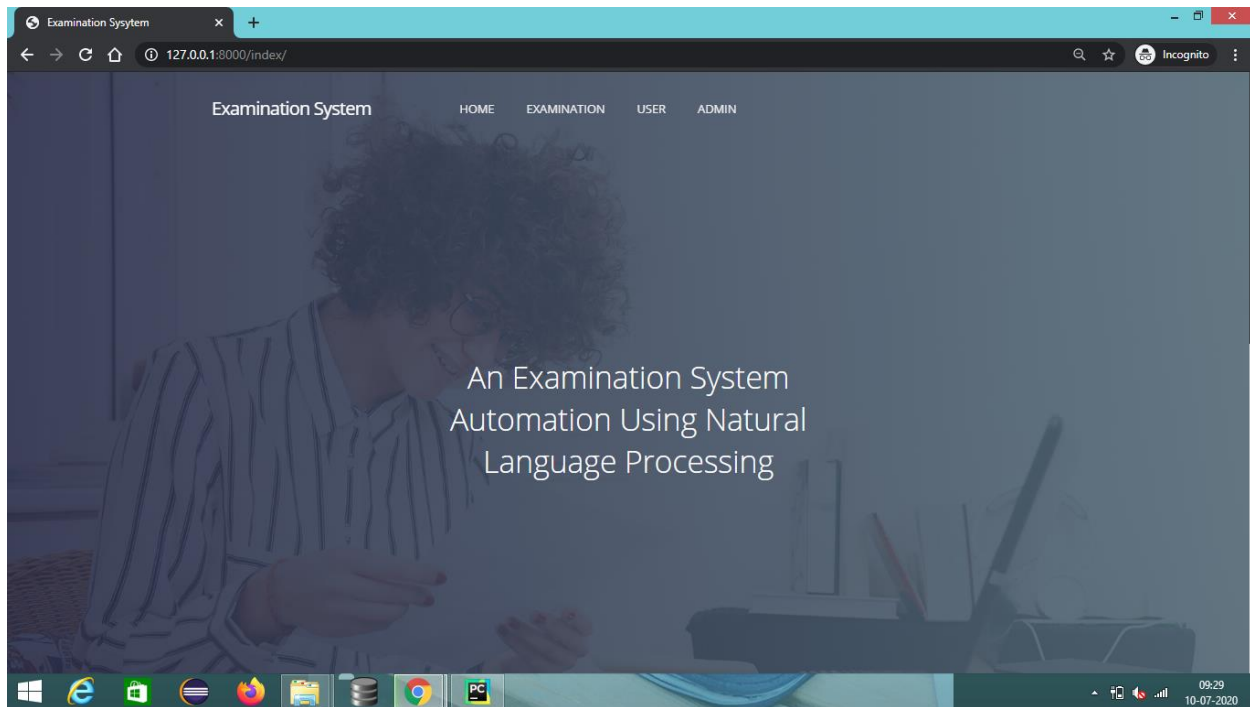 Examination Sysytem
127.0.0.1:8000/index/
Incognito
Examination System
HOME EXAMINATION USER ADMIN
An Examination System
Automation Using Natural
Language Processing
PC
09:29
10-07-2020